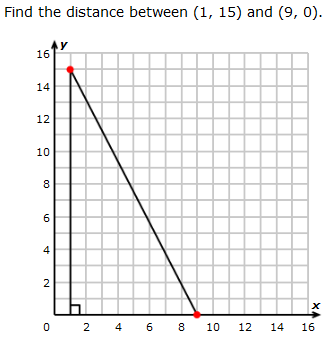 Find the distance between (1, 15) and (9, 0).
y
16
14
12
10
8
6
4
2
x
0 2 4 6 8 10 12 14 16